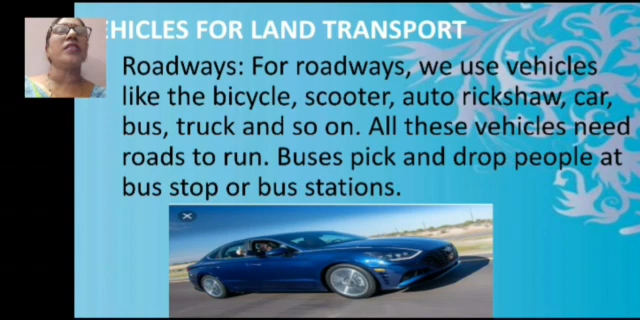 EHICLES FOR LAND TRANSPORT
Roadways: For roadways, we use vehicles
like the bicycle, scooter, auto rickshaw, car,
bus, truck and so on. All these vehicles need
roads to run. Buses pick and drop people at
bus stop or bus stations.